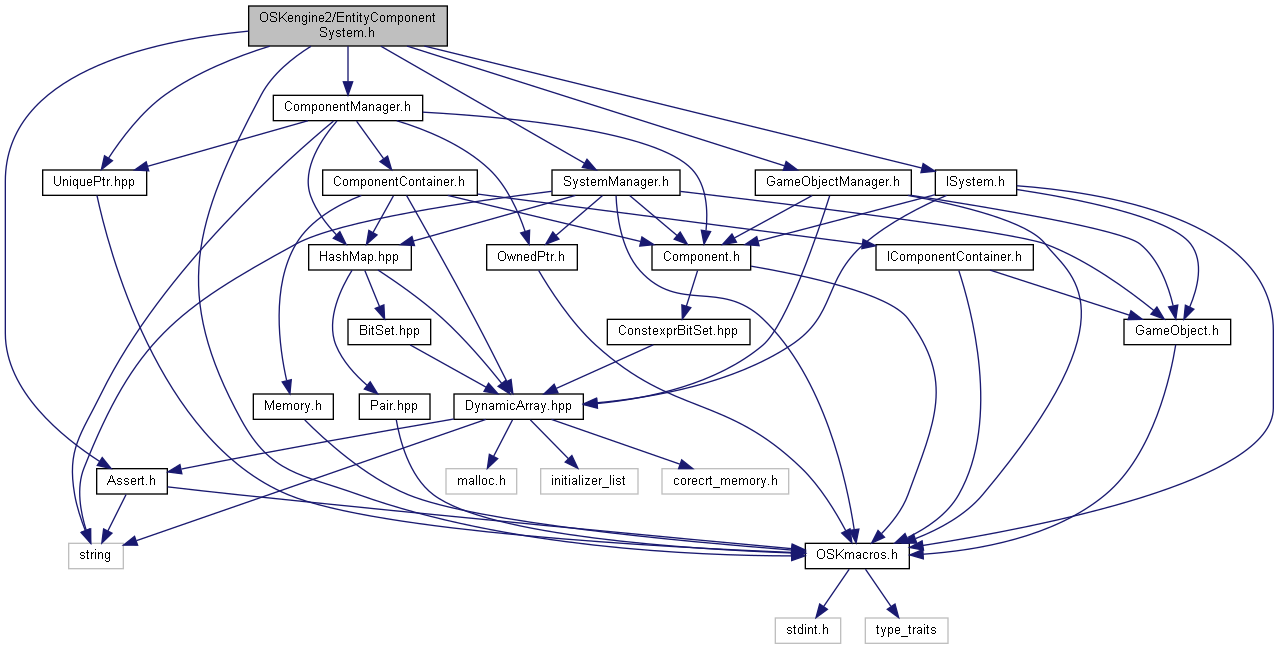 OSKengine2/EntityComponent
System.h
ComponentManager.h
UniquePtr.hpp
ComponentContainer.h
SystemManager.h
GameObjectManager.h
ISystem.h
HashMap.hpp
OwnedPtr.h
Component.h
IComponentContainer.h
BitSet.hpp
ConstexprBitSet.hpp
GameObject.h
Memory.h
Pair.hpp
DynamicArray.hpp
Assert.h
malloc.h
initializer_list
corecrt_memory.h
string
OSKmacros.h
stdint.h
type_traits